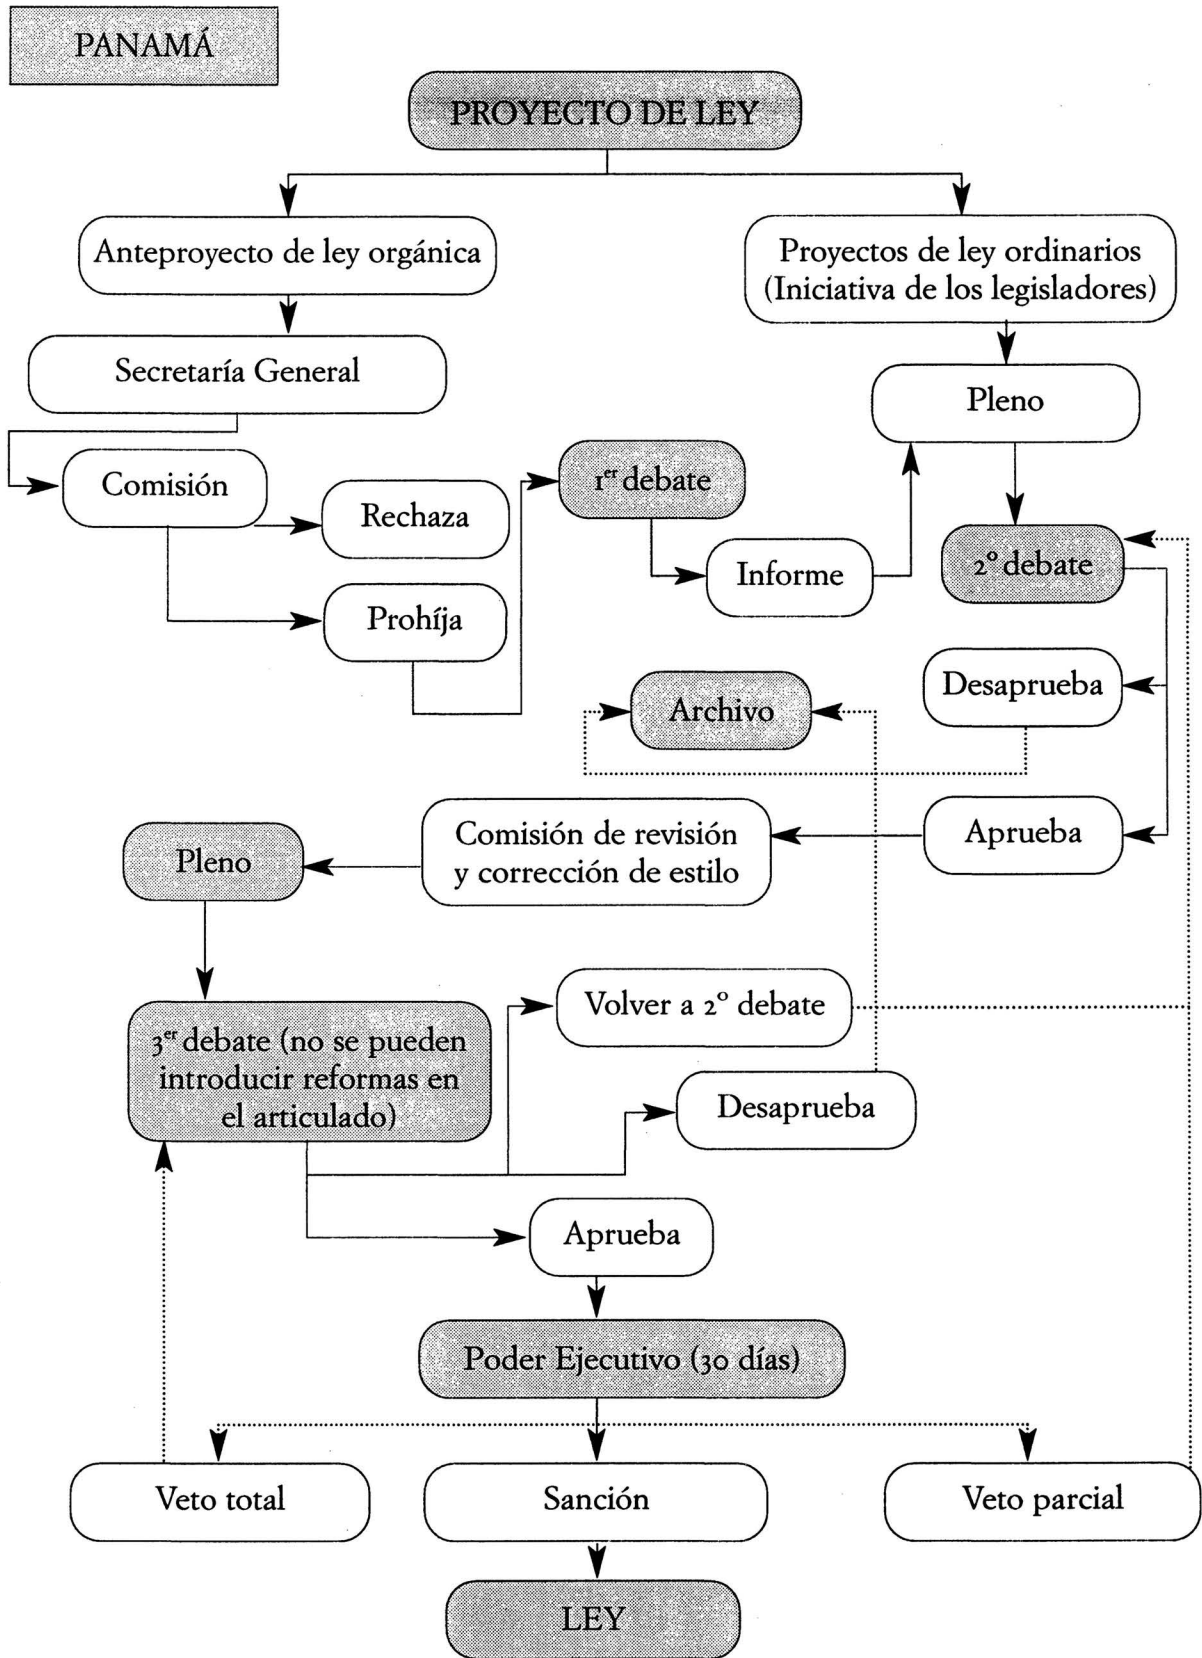 PANAMÁ
PROYECTO DE LEY
Anteproyecto de ley orgánica
Proyectos de ley ordinarios
(Iniciativa de los legisladores)
Secretaría General
Pleno
Comisión
Rechaza
1er debate
Informe
2º debate
Prohíja
Desaprueba
Archivo
Aprueba
Comisión de revisión
y corrección de estilo
Pleno
Volver a 2º debate
3er debate (no se pueden
introducir reformas en
el articulado)
Desaprueba
Aprueba
Poder Ejecutivo (30 días)
Veto total
Sanción
Veto parcial
LEY